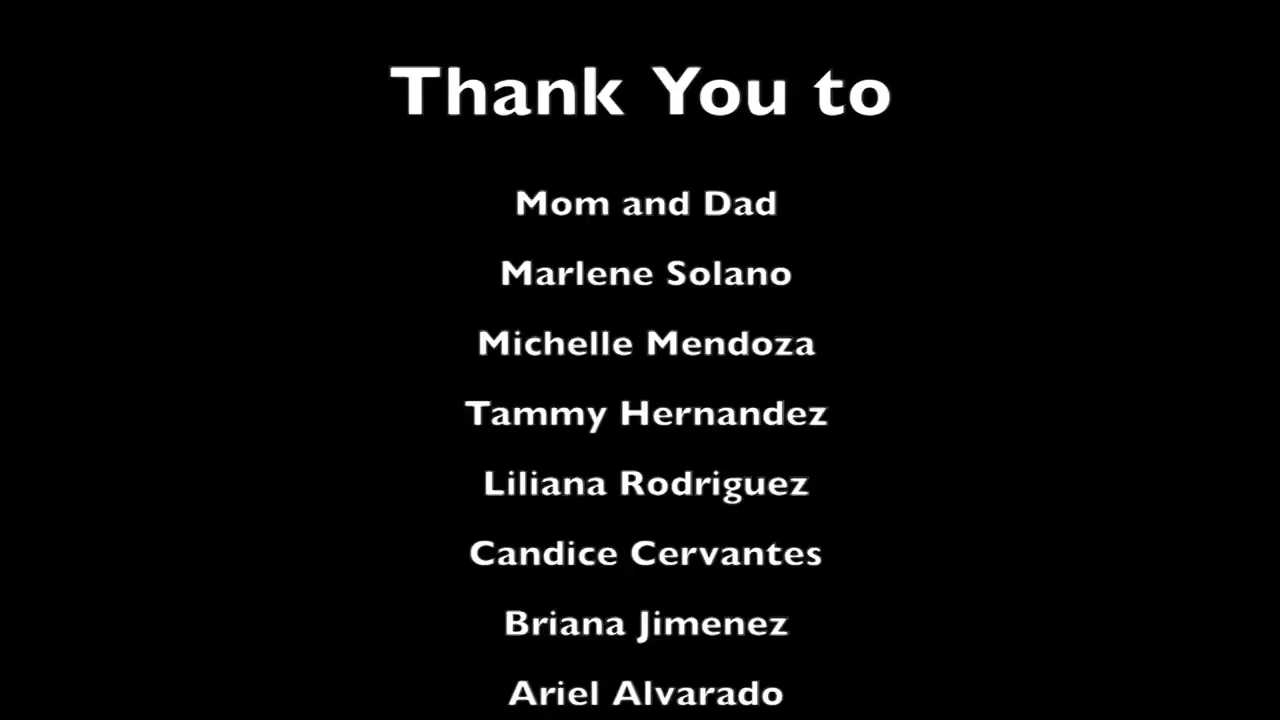 Thank You to
Mom and Dad
Marlene Solano
Michelle Mendoza
Tammy Hernandez
Liliana Rodriguez
Candice Cervantes
Briana Jimenez
Ariel Alvarado